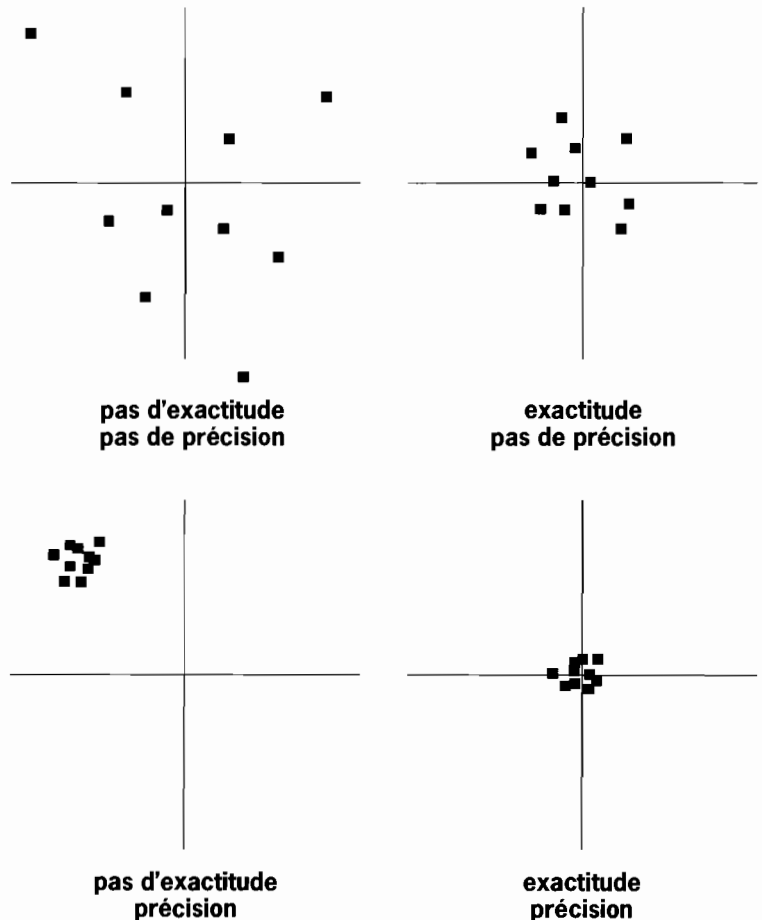 pas d'exactitude
pas de précision
exactitude
pas de précision
pas d'exactitude
précision
exactitude
précision